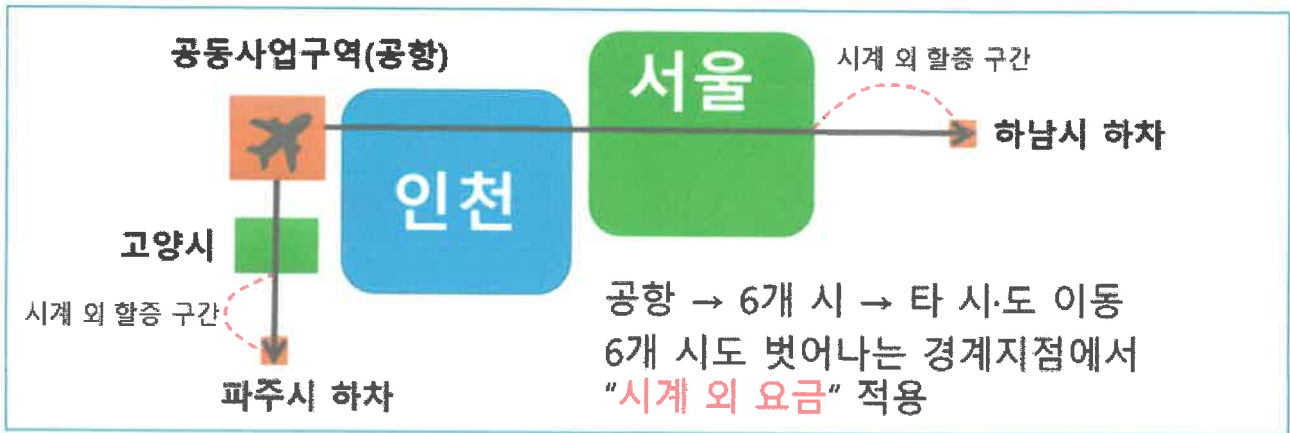 공동사업구역(공항)
서울
시계 외 할증 구간
하남시 하차
인천
고양시
시계 외 할증 구간
파주시 하차
공항 → 6개 시 → 타 시·도 이동
6개 시도 벗어나는 경계지점에서
"시계 외 요금" 적용